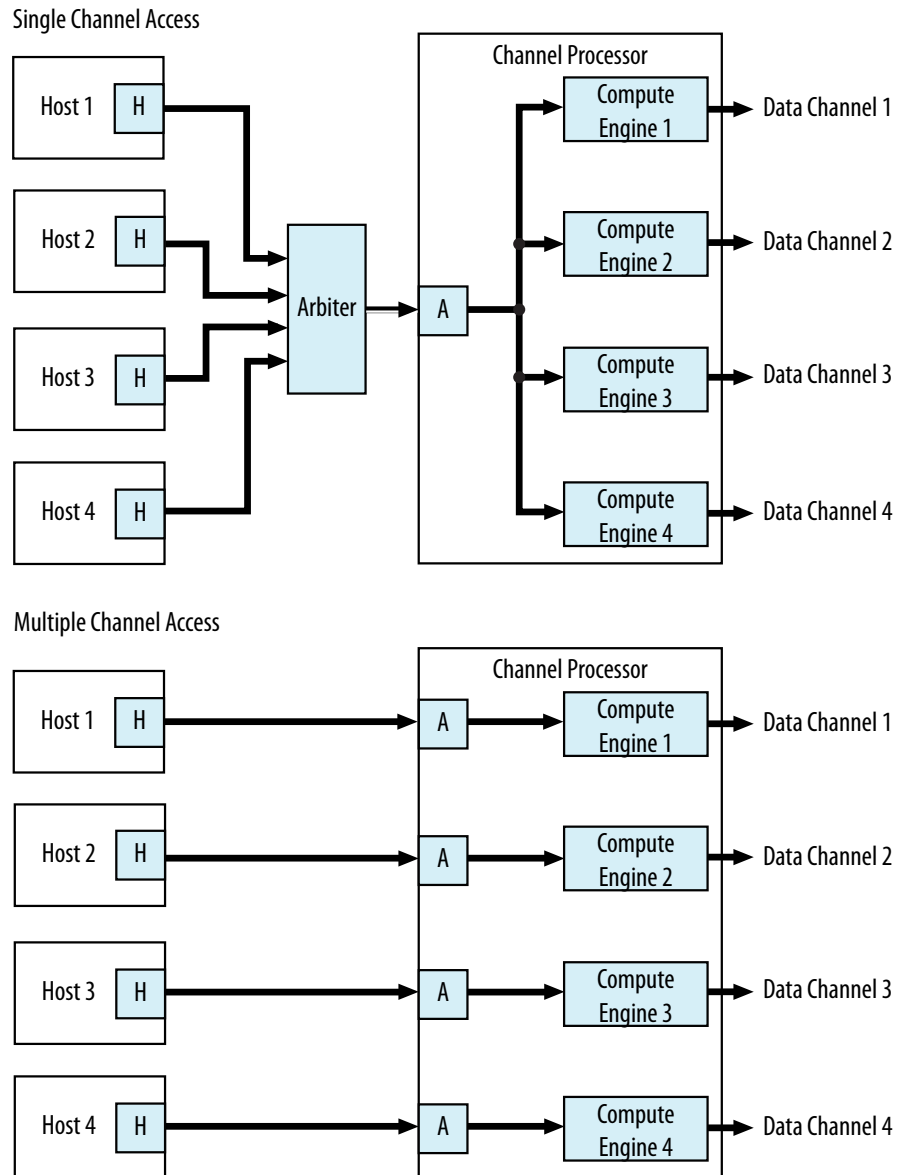 Single Channel Access
Channel Processor
Host 1 H
Compute
Engine 1
Data Channel 1
Host 2 H
Compute
Engine 2
Data Channel 2
Arbiter
A
Host 3 H
Compute
Engine 3
Data Channel 3
Host 4 H
Compute
Engine 4
Data Channel 4
Multiple Channel Access
Channel Processor
Host 1 H
A
Compute
Engine 1
Data Channel 1
Host 2 H
A
Compute
Engine 2
Data Channel 2
Host 3 H
A
Compute
Engine 3
Data Channel 3
Host 4 H
A
Compute
Engine 4
Data Channel 4